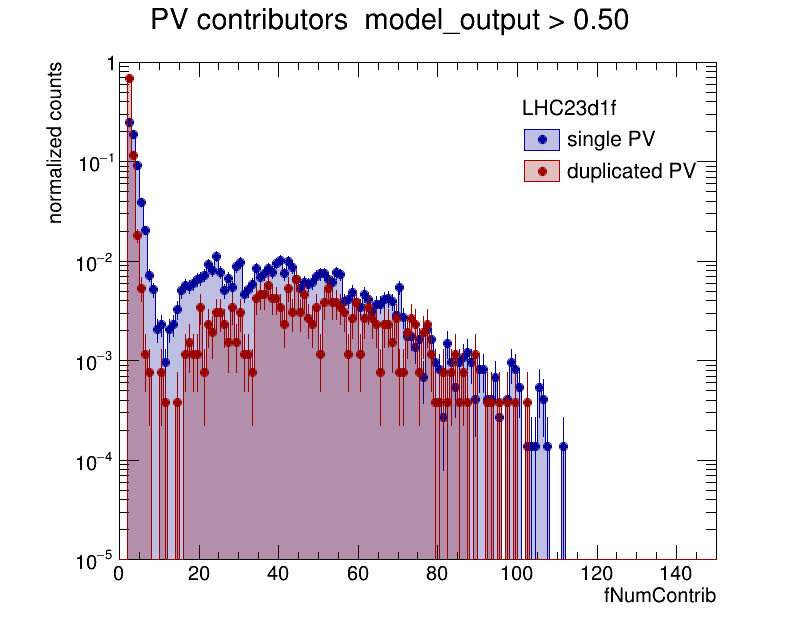 PV contributors  model_output > 0.50
normalized counts
LHC23d1f
single PV
duplicated PV
1
10−1
10−2
10−3
10−4
10−5
0 20 40 60 80 100 120 140
fNumContrib